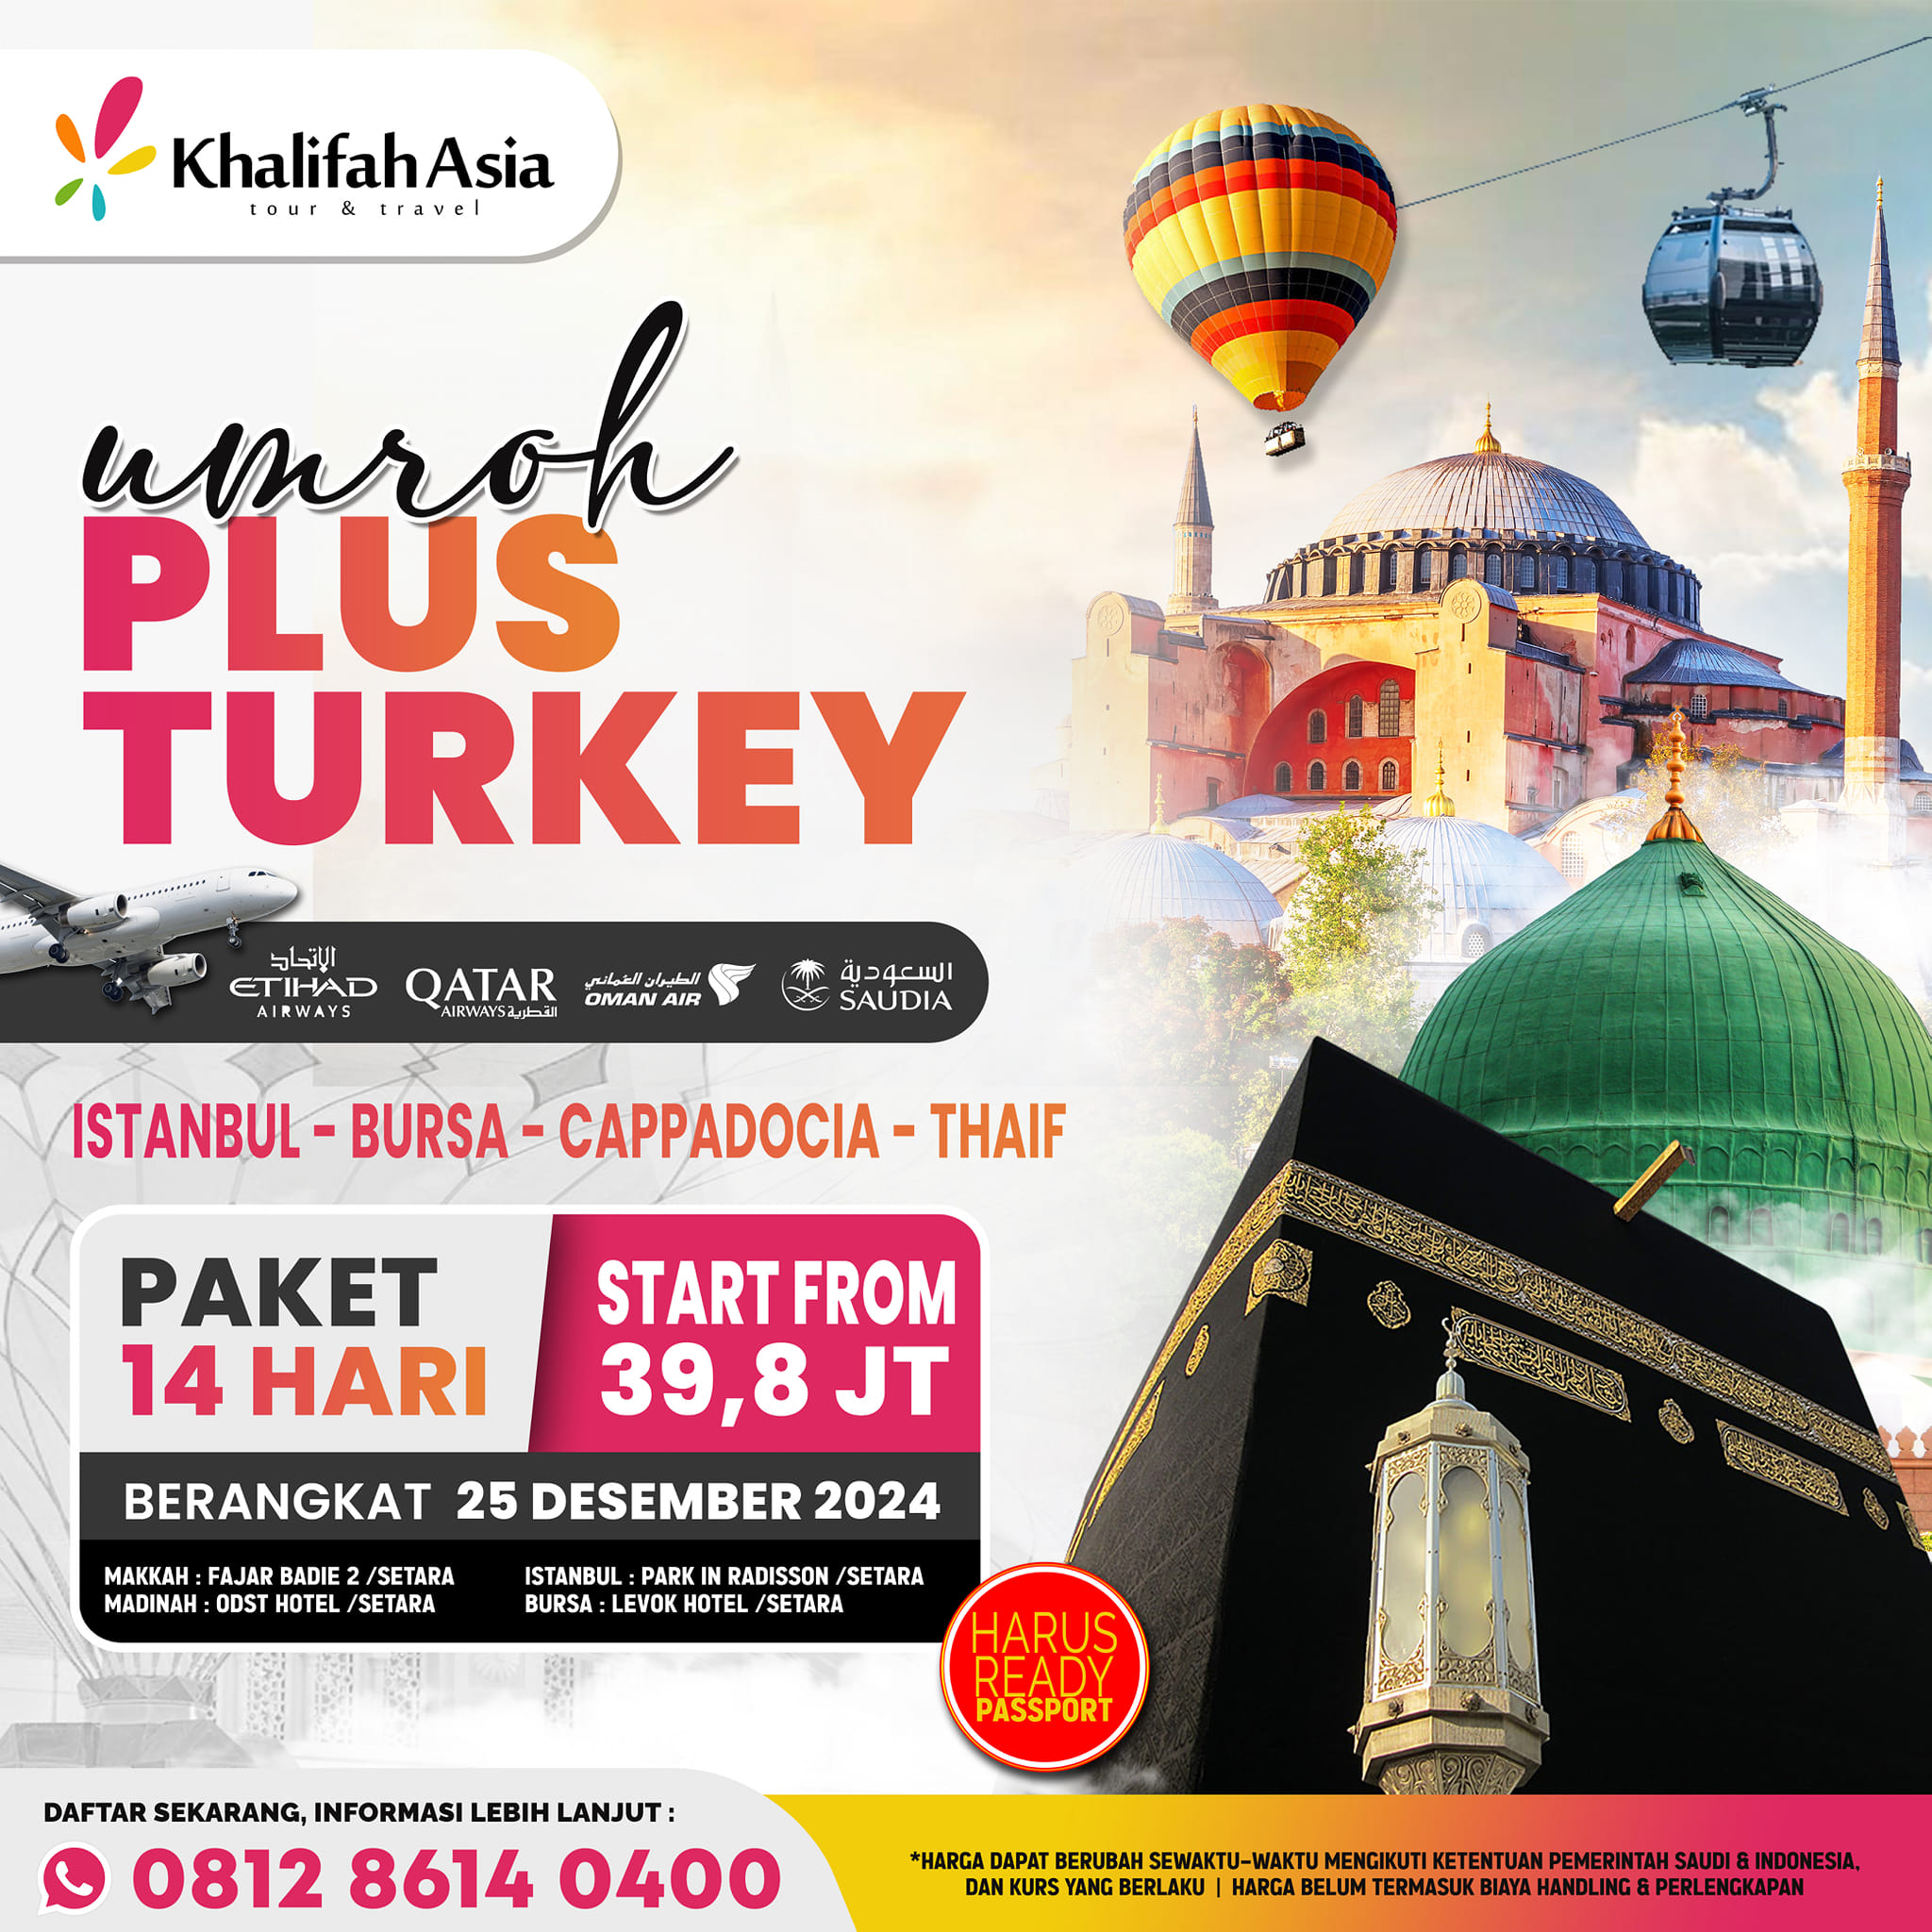 Khalifah Asia
tour & travel
umroh
PLUS
TURKEY
الإتحاد
ETIHAD
AIRWAYS
QATAR
AIRWAYS القطرية
الطيران العماني
OMAN AIR
السعودية
SAUDIA
ISTANBUL - BURSA - CAPPADOCIA - THAIF
PAKET
14 HARI
START FROM
39,8 JT
BERANGKAT 25 DESEMBER 2024
MAKKAH : FAJAR BADIE 2 /SETARA
MADINAH : ODST HOTEL /SETARA
ISTANBUL : PARK IN RADISSON /SETARA
BURSA : LEVOK HOTEL /SETARA
HARUS
READY
PASSPORT
DAFTAR SEKARANG, INFORMASI LEBIH LANJUT :
0812 8614 0400
*HARGA DAPAT BERUBAH SEWAKTU-WAKTU MENGIKUTI KETENTUAN PEMERINTAH SAUDI & INDONESIA,
DAN KURS YANG BERLAKU | HARGA BELUM TERMASUK BIAYA HANDLING & PERLENGKAPAN